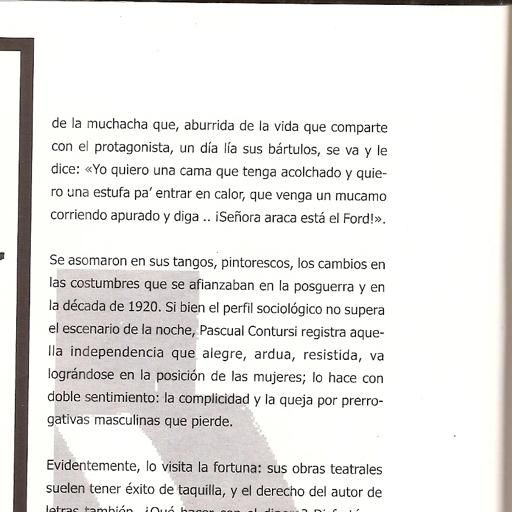 de la muchacha que, aburrida de la vida que comparte
con el protagonista, un día lía sus bártulos, se va y le
dice: «Yo quiero una cama que tenga acolchado y quie-
ro una estufa pa' entrar en calor, que venga un mucamo
corriendo apurado y diga .. ¡Señora araca está el Ford!».
Se asomaron en sus tangos, pintorescos, los cambios en
las costumbres que se afianzaban en la posguerra y en
la década de 1920. Si bien el perfil sociológico no supera
el escenario de la noche, Pascual Contursi registra aque-
lla independencia que alegre, ardua, resistida, va
lográndose en la posición de las mujeres; lo hace con
doble sentimiento: la complicidad y la queja por prerro-
gativas masculinas que pierde.
Evidentemente, lo visita la fortuna: sus obras teatrales
suelen tener éxito de taquilla, y el derecho del autor de
letras también. ¿Qué hacer con el dinero?